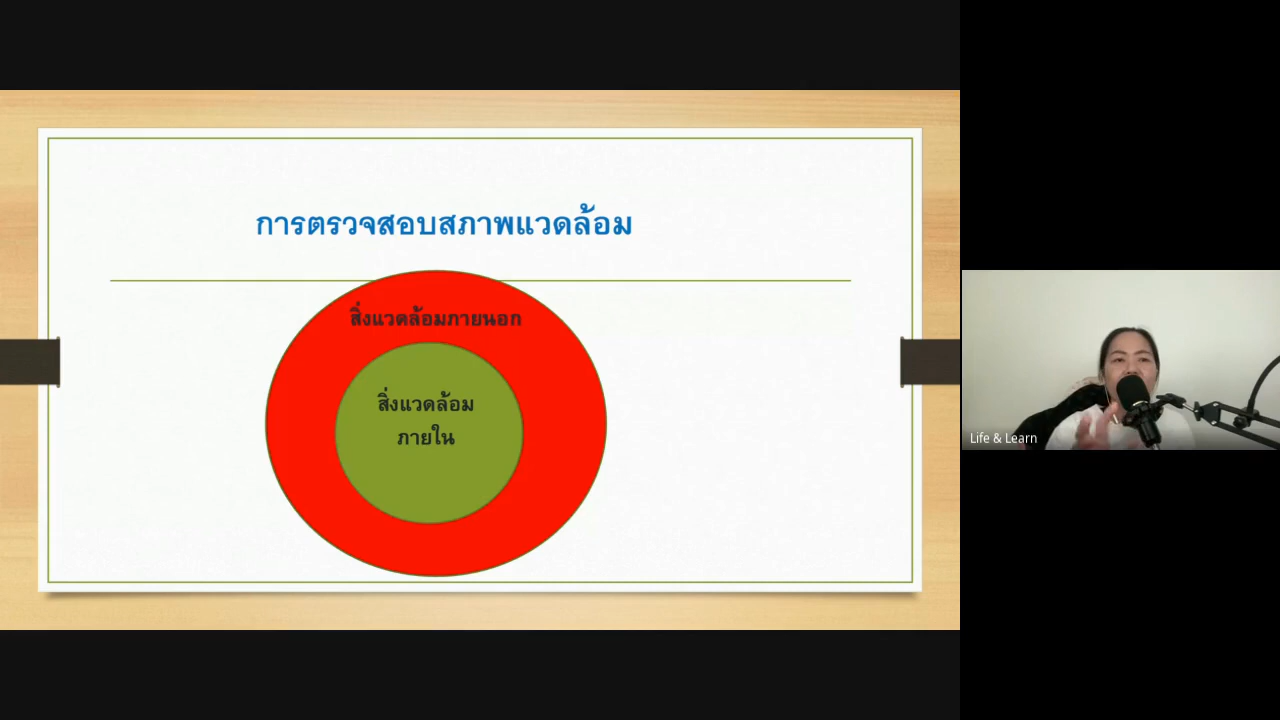 การตรวจสอบสภาพแวดล้อม
สิ่งแวดล้อมภายนอก
สิ่งแวดล้อม
ภายใน
Life & Learn